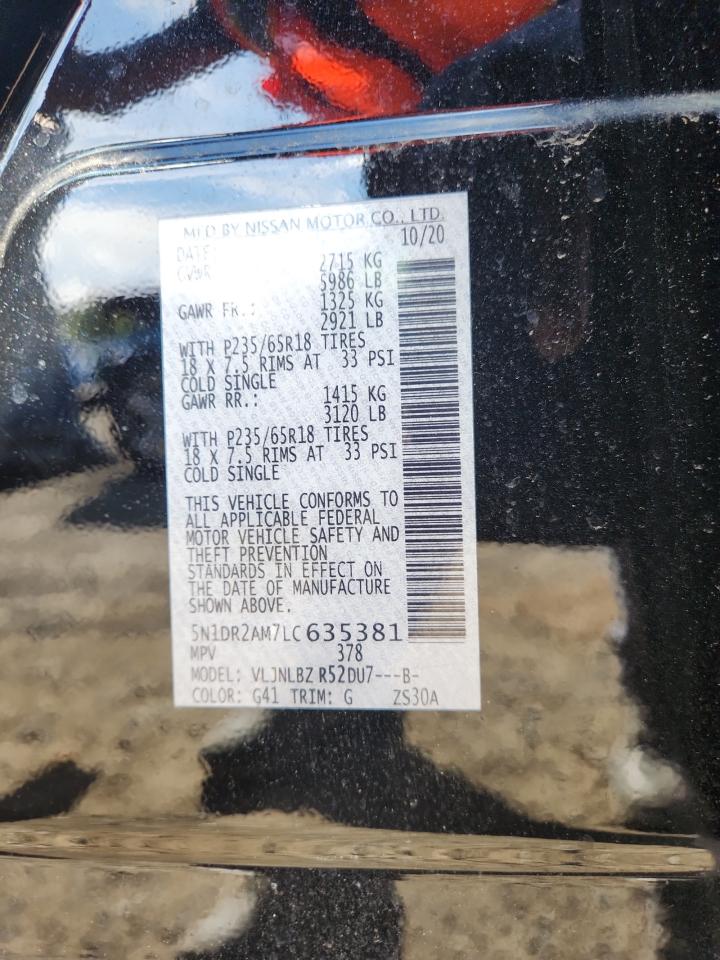 MFD BY NISSAN MOTOR CO., LTD.
DATE: 10/20
GVWR 2715 KG
5986 LB
GAWR FR.: 1325 KG
2921 LB
WITH P235/65R18 TIRES
18 X 7.5 RIMS AT 33 PSI
COLD SINGLE
GAWR RR.: 1415 KG
3120 LB
WITH P235/65R18 TIRES
18 X 7.5 RIMS AT 33 PSI
COLD SINGLE
THIS VEHICLE CONFORMS TO
ALL APPLICABLE FEDERAL
MOTOR VEHICLE SAFETY AND
THEFT PREVENTION
STANDARDS IN EFFECT ON
THE DATE OF MANUFACTURE
SHOWN ABOVE.
5N1DR2AM7LC635381
MPV 378
MODEL: VLJNLBZ R52DU7---B-
COLOR: G41 TRIM: G ZS30A